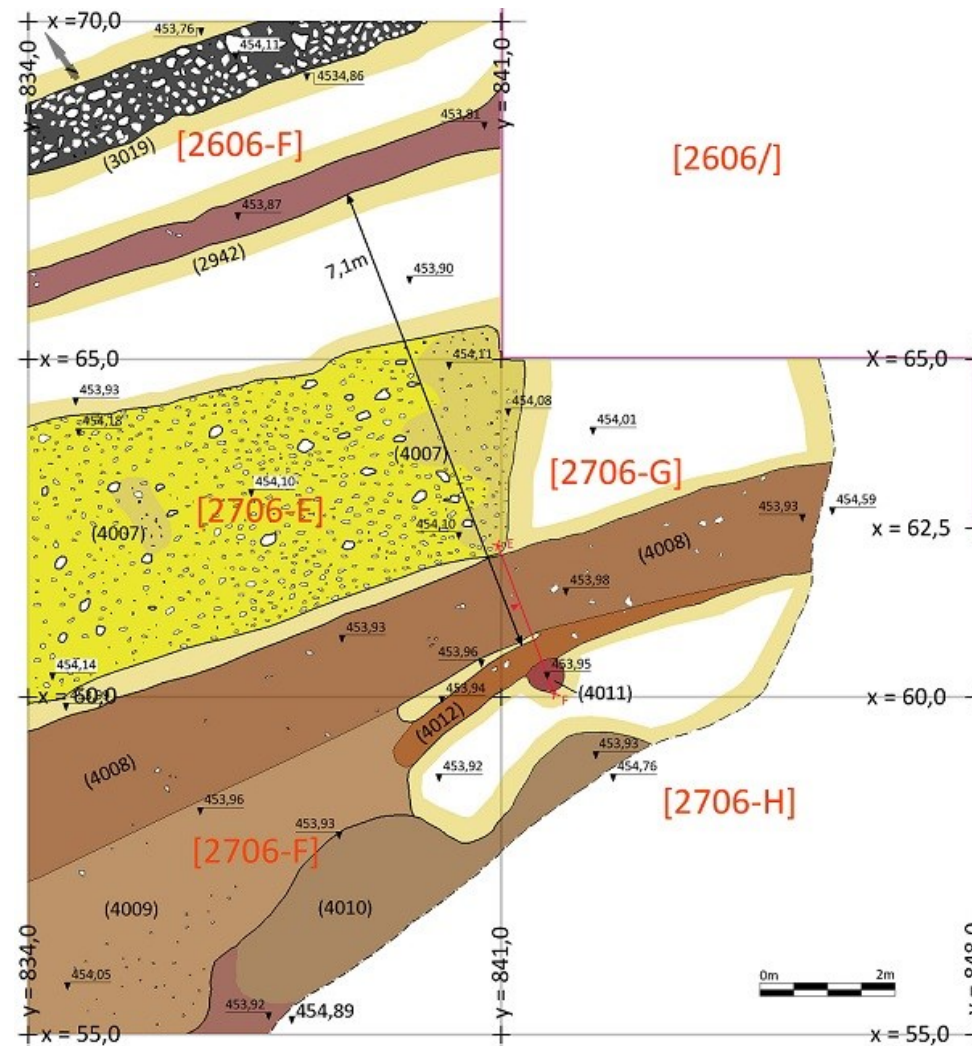 x =70,0
453,76
454,11
4534,86
y = 834,0
y = 841,0
453,81
[2606-F]
(3019)
[2606/]
453,87
(2942)
7,1m
453,90
x = 65,0
X = 65,0
454,11
453,93
454,08
454,18
454,01
(4007)
[2706-G]
454,10
[2706-E]
454,59
453,93
454,10
x = 62,5
(4007)
E
(4008)
453,98
453,93
453,96
454,14
453,95
x = 60,0
453,94
(4011)
x = 60,0
F
(4012)
(4008)
453,92
453,93
454,76
453,96
[2706-H]
453,93
[2706-F]
(4009)
(4010)
y = 834,0
y = 841,0
y = 848,0
454,05
0m
2m
453,92
454,89
x = 55,0
x = 55,0